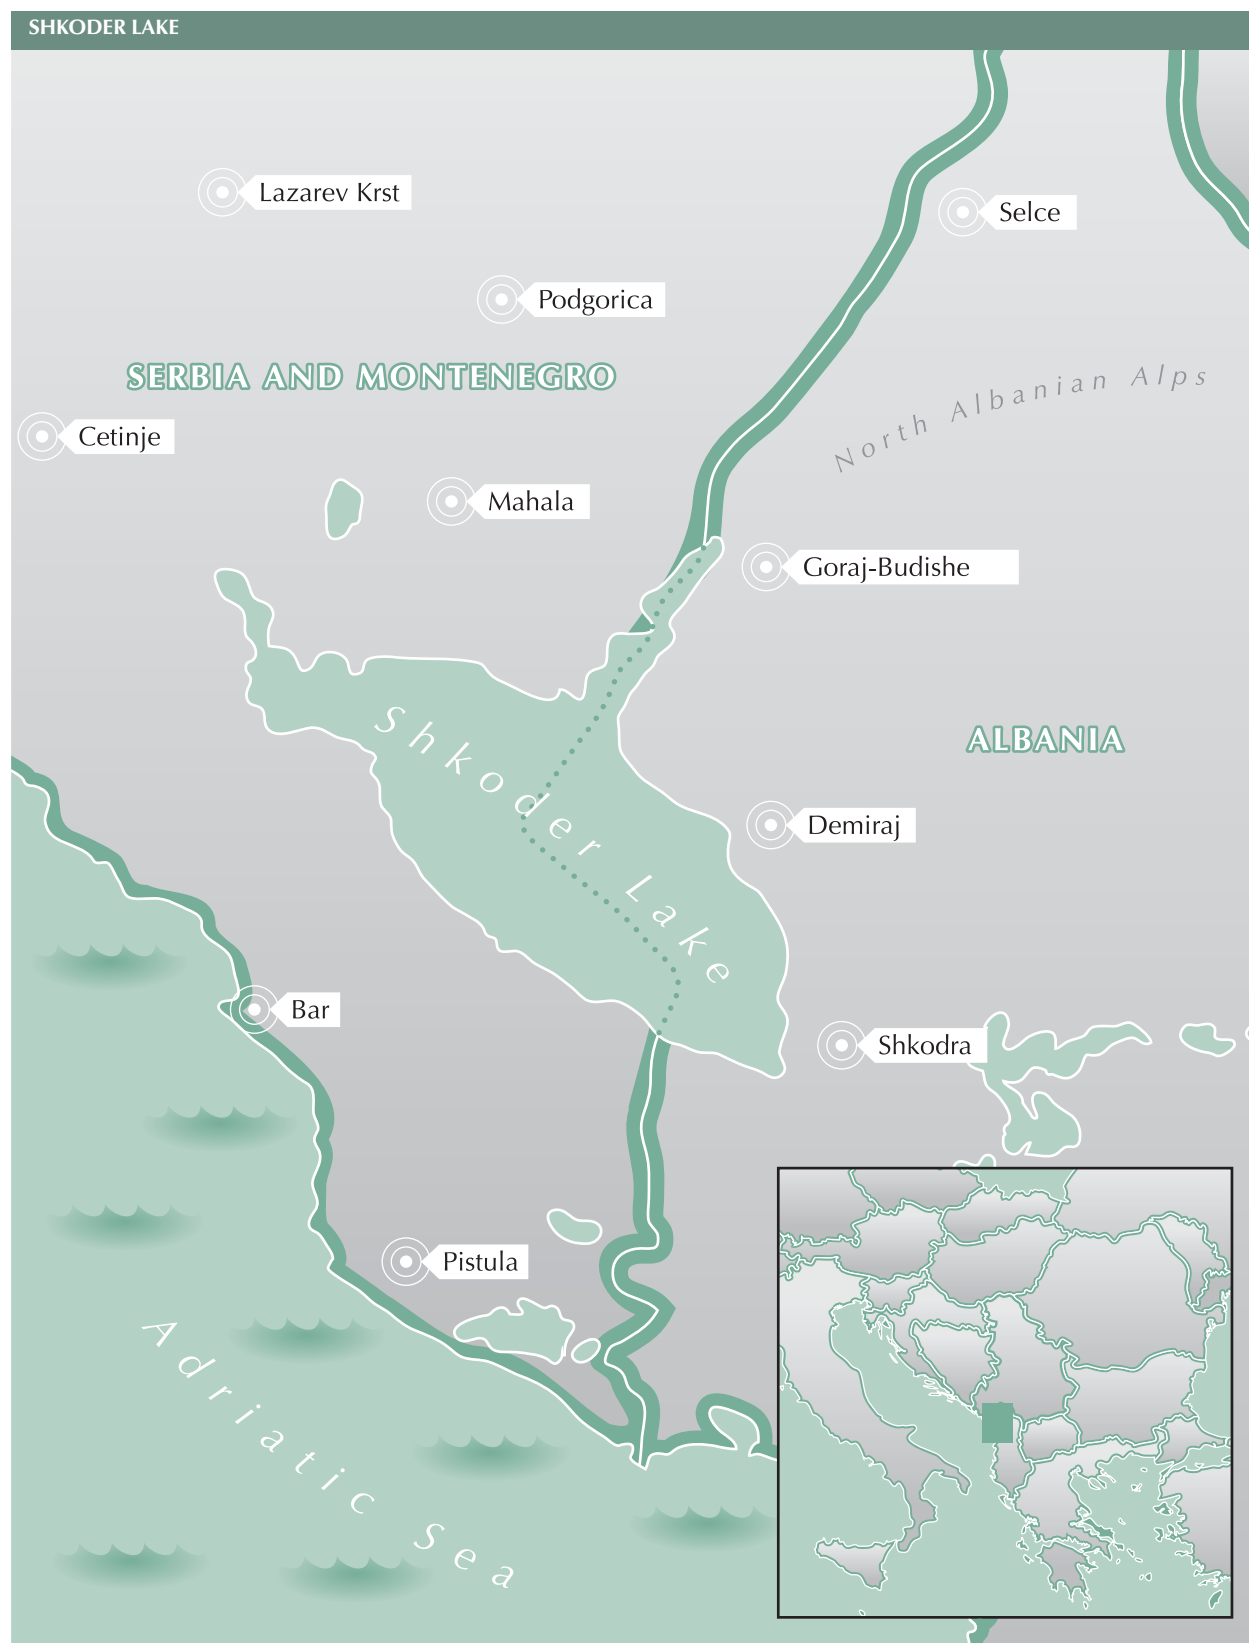 SHKODER LAKE
Lazarev Krst
Selce
Podgorica
SERBIA AND MONTENEGRO
North Albanian Alps
Cetinje
Mahala
Goraj-Budishe
Shkoder Lake
ALBANIA
Demiraj
Bar
Shkodra
Pistula
Adriatic Sea